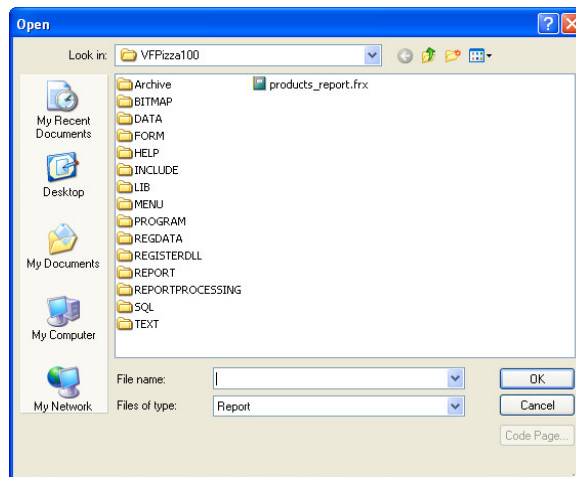 Open
Look in:
VFPizza100
My Recent
Documents
Desktop
My Documents
My Computer
My Network
Archive
BITMAP
DATA
FORM
HELP
INCLUDE
LIB
MENU
PROGRAM
REGDATA
REGISTERDLL
REPORT
REPORTPROCESSING
SQL
TEXT
products_report.frx
File name:
OK
Files of type:
Report
Cancel
Code Page...